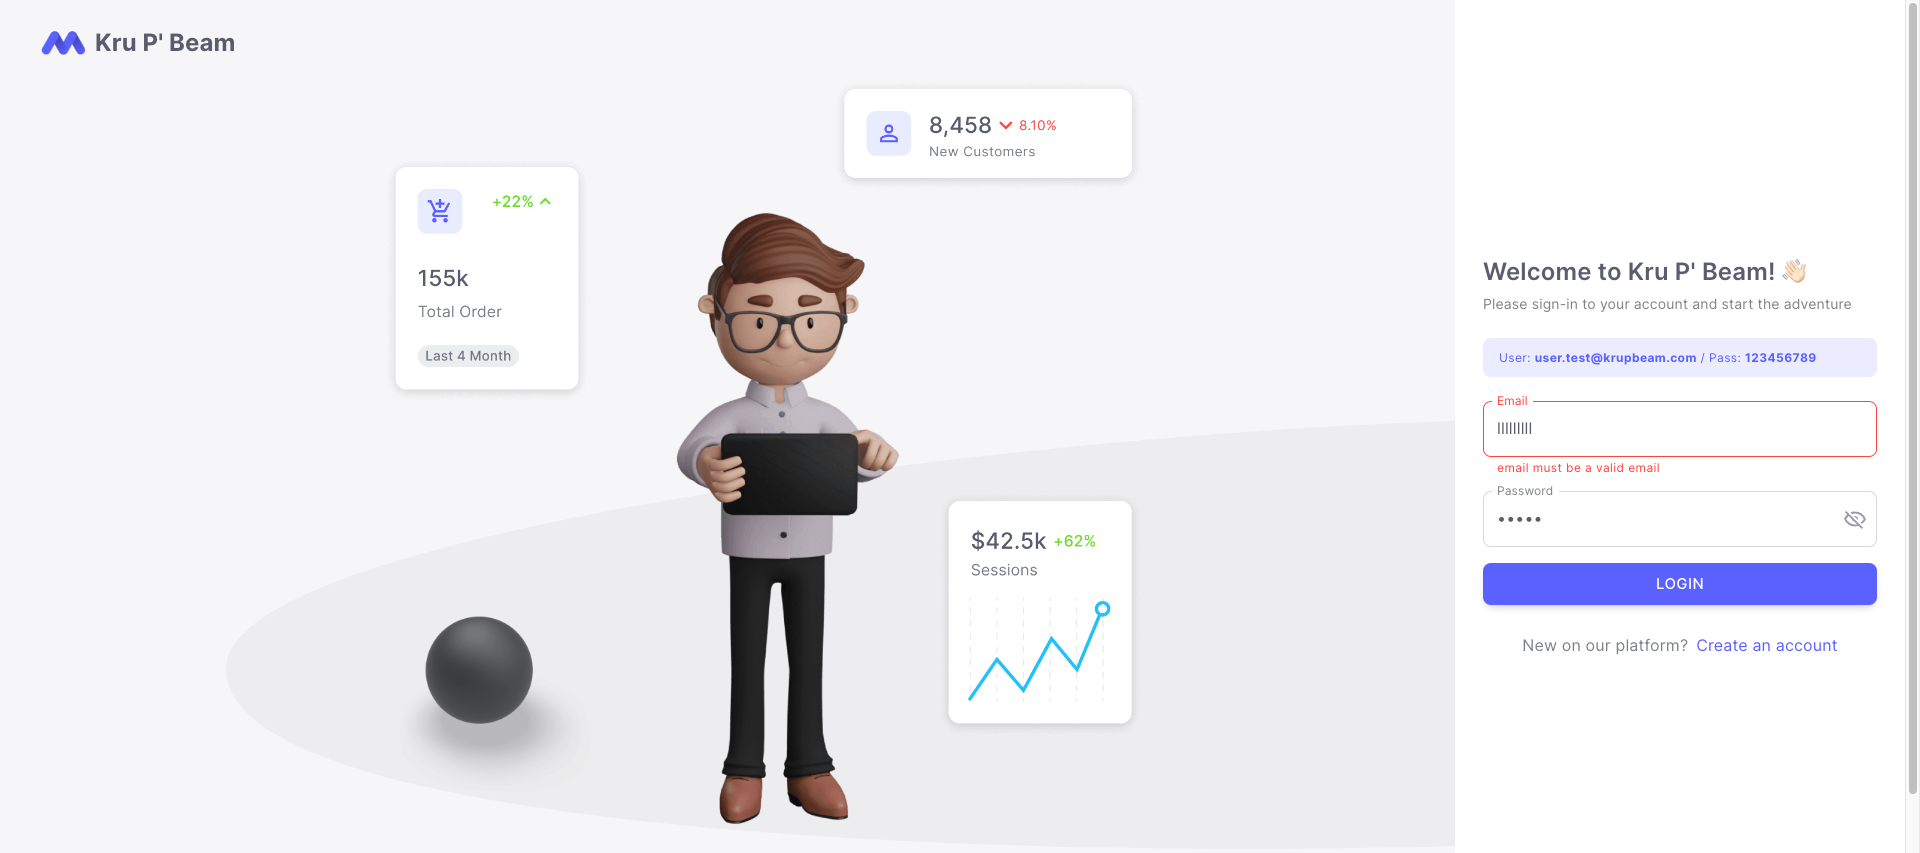 Kru P' Beam
8,458 8.10%
New Customers
+22%
155k
Total Order
Last 4 Month
$42.5k +62%
Sessions
Welcome to Kru P' Beam! 👋🏻
Please sign-in to your account and start the adventure
User: user.test@krupbeam.com / Pass: 123456789
Email
lllllllll
email must be a valid email
Password
•••••
LOGIN
New on our platform? Create an account